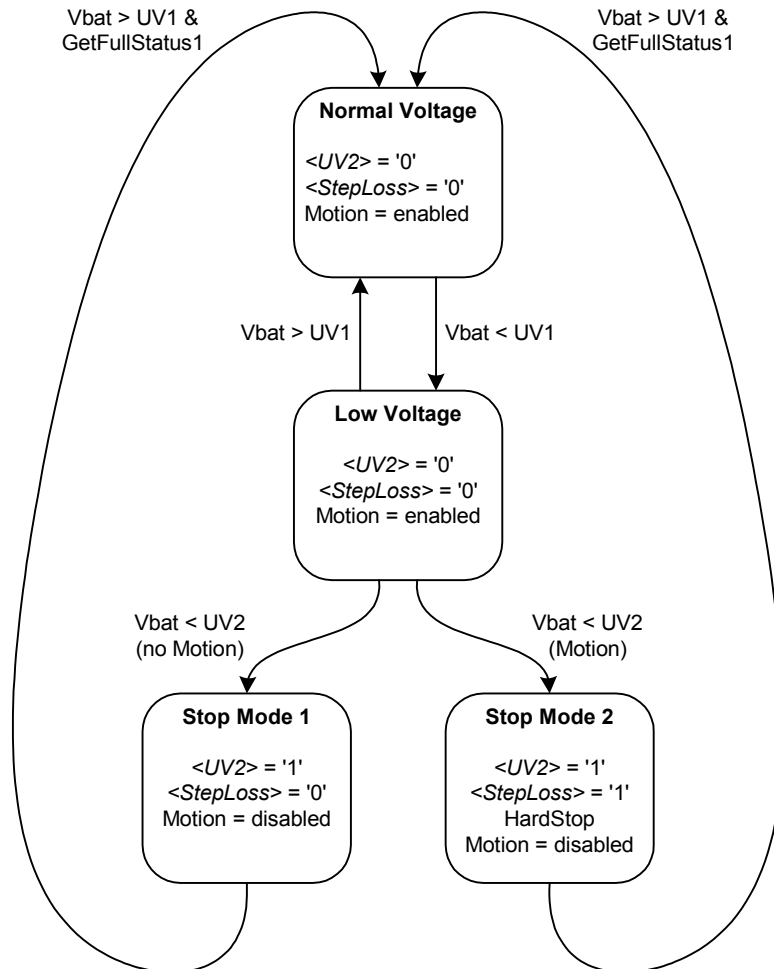 Vbat > UV1 &
GetFullStatus1
Vbat > UV1 &
GetFullStatus1
Normal Voltage
<UV2> = '0'
<StepLoss> = '0'
Motion = enabled
Vbat > UV1
Vbat < UV1
Low Voltage
<UV2> = '0'
<StepLoss> = '0'
Motion = enabled
Vbat < UV2
(no Motion)
Vbat < UV2
(Motion)
Stop Mode 1
<UV2> = '1'
<StepLoss> = '0'
Motion = disabled
Stop Mode 2
<UV2> = '1'
<StepLoss> = '1'
HardStop
Motion = disabled